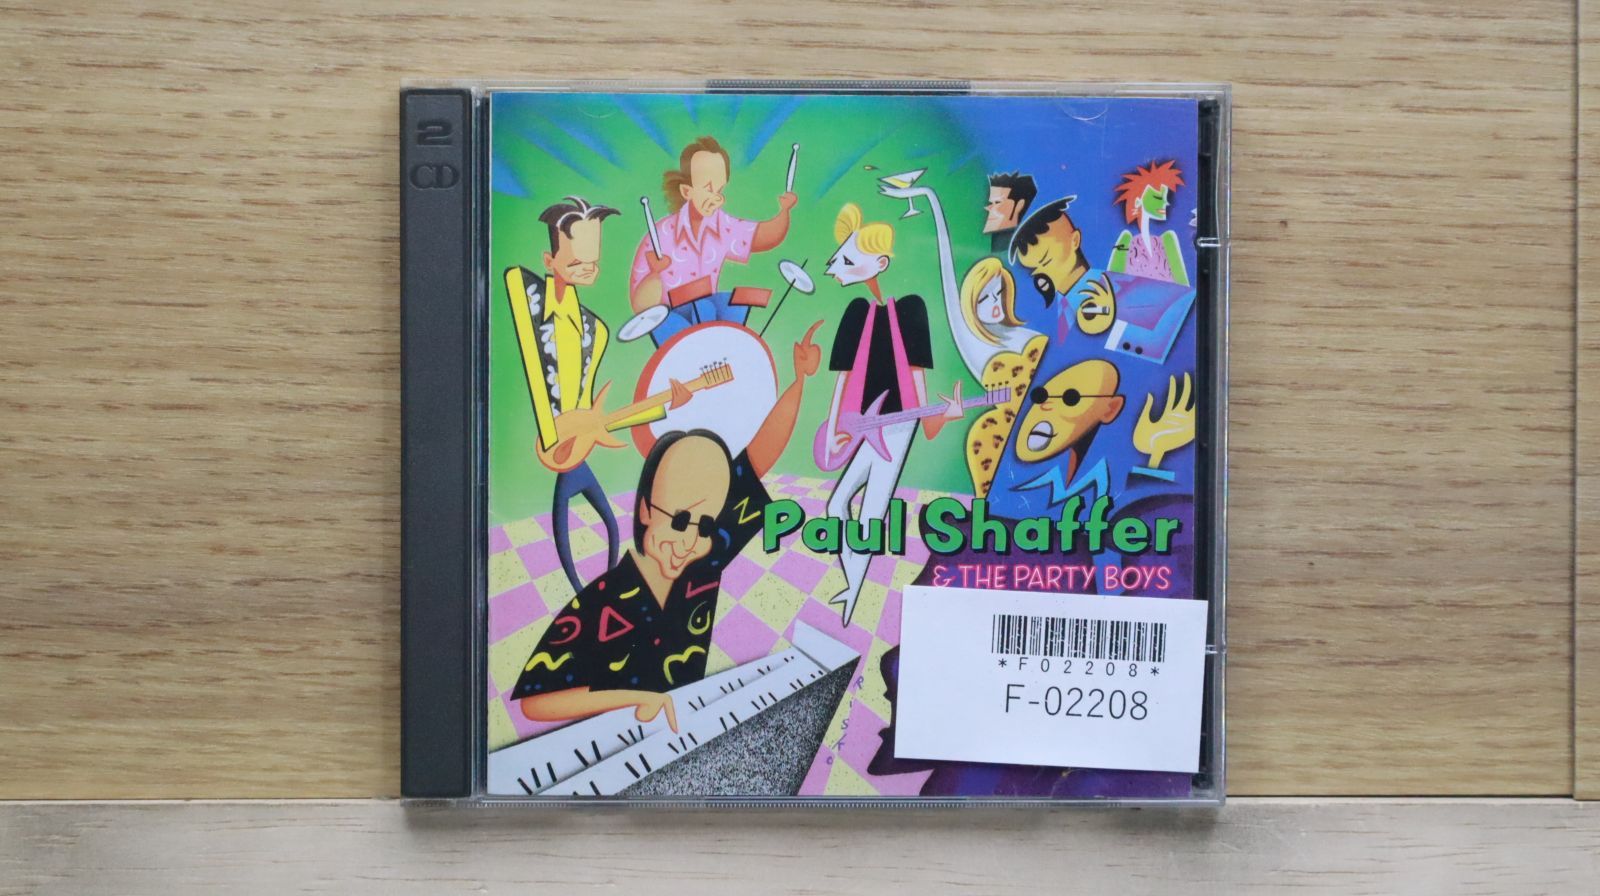 2
CD
Paul Shaffer
& THE PARTY BOYS
*F02208*
F-02208
RISKO